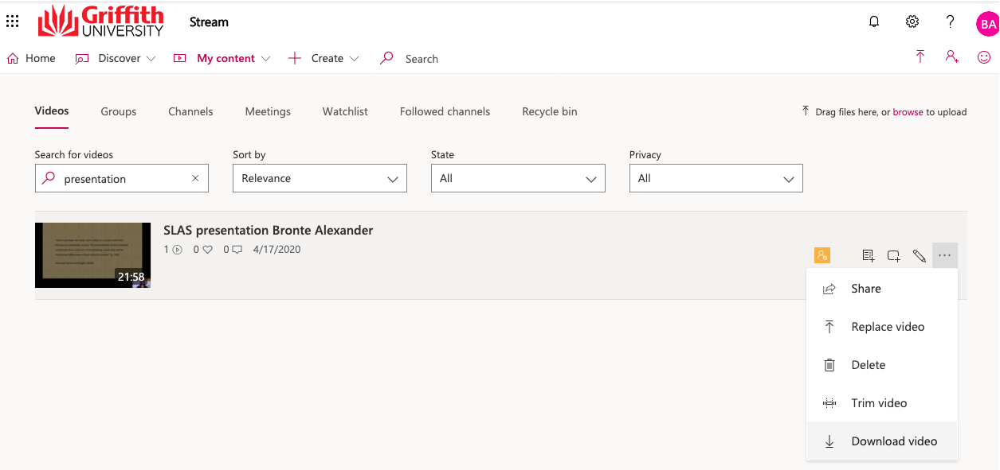 Griffith
UNIVERSITY
Stream
BA
Home
Discover
My content
Create
Search
Videos
Groups
Channels
Meetings
Watchlist
Followed channels
Recycle bin
Drag files here, or browse to upload
Search for videos
Sort by
State
Privacy
presentation
Relevance
All
All
SLAS presentation Bronte Alexander
1 0 0 4/17/2020
21:58
Share
Replace video
Delete
Trim video
Download video